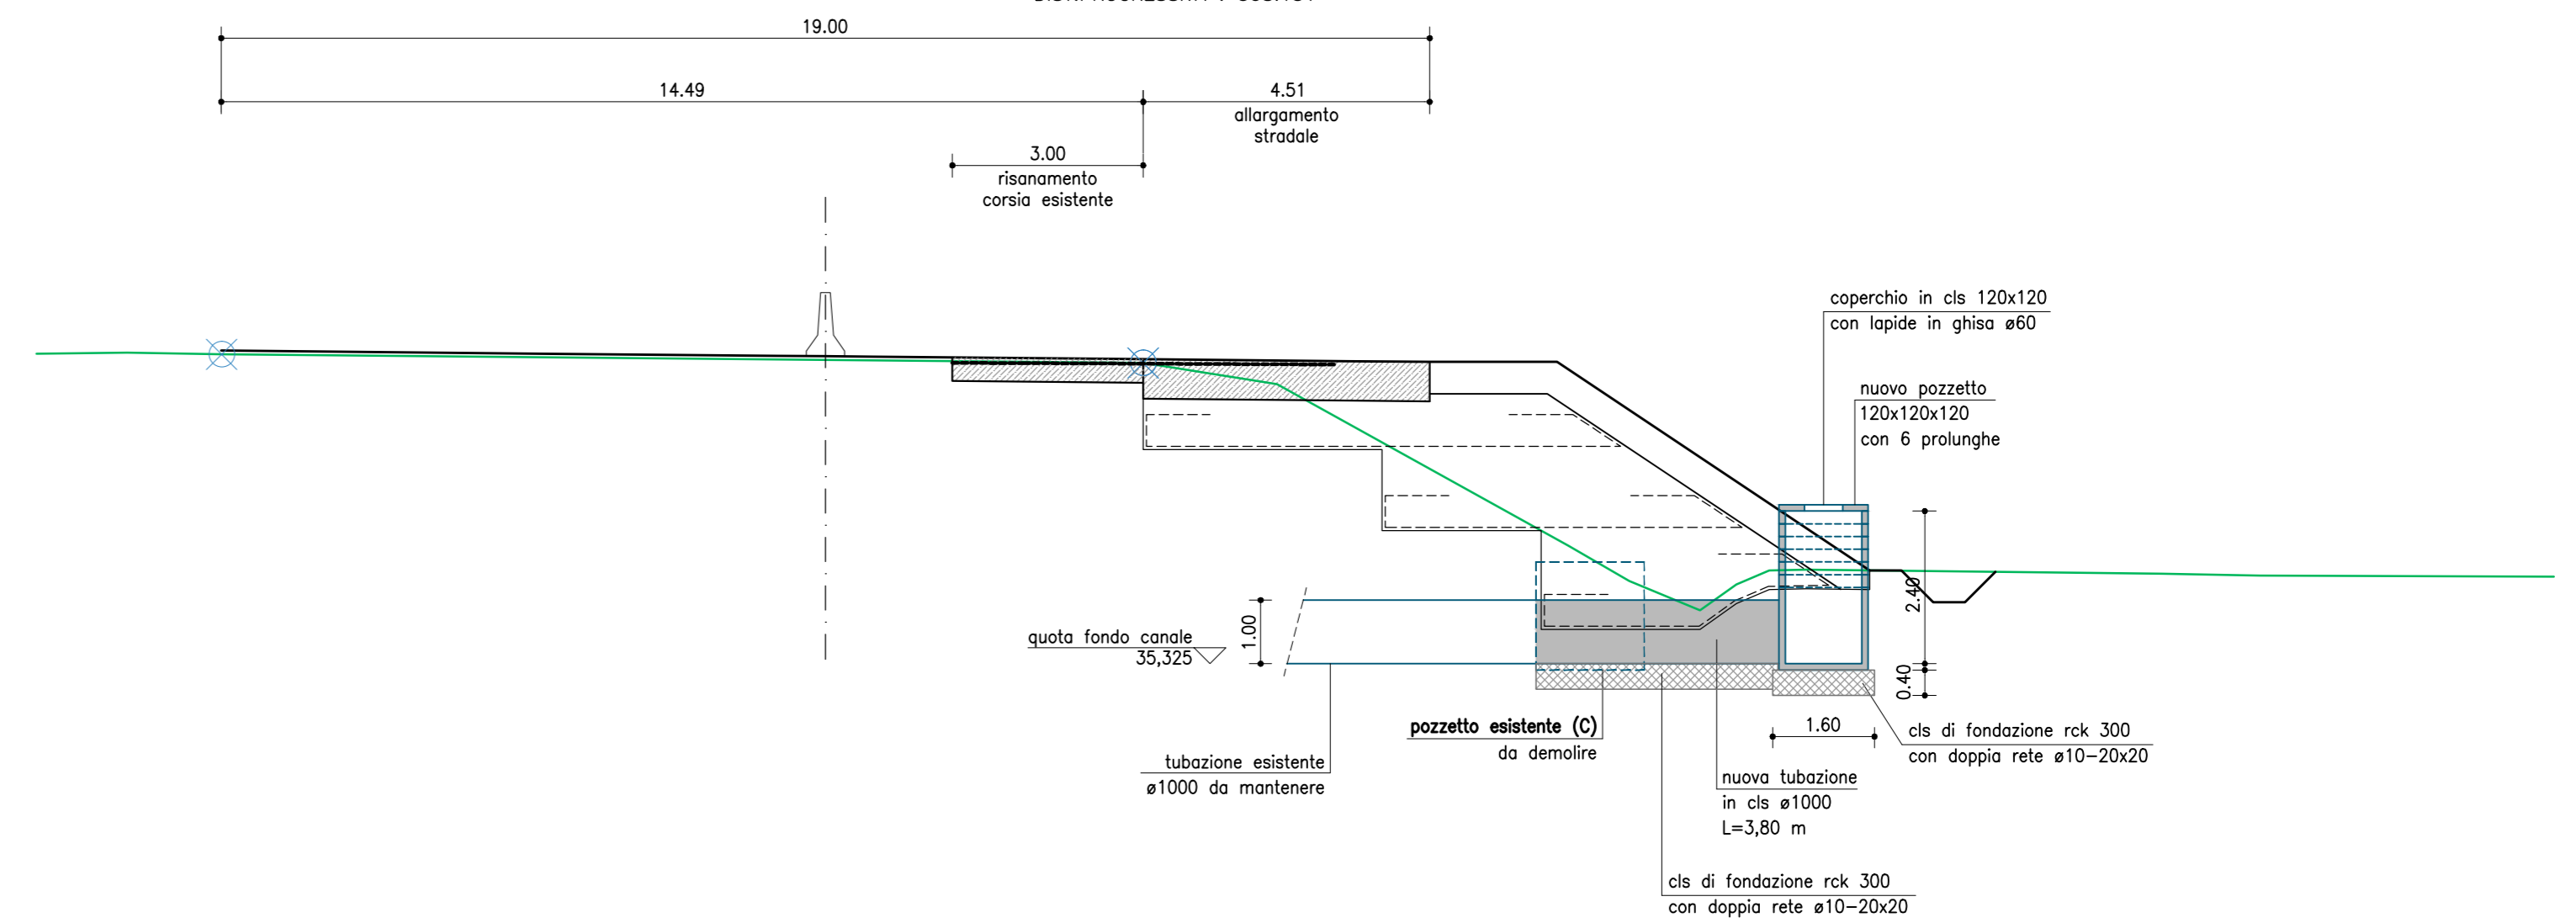 19.00
14.49
4.51
allargamento
stradale
3.00
risanamento
corsia esistente
coperchio in cls 120x120
con lapide in ghisa ø60
nuovo pozzetto
120x120x120
con 6 prolunghe
2.40
1.00
quota fondo canale
35,325
0.40
pozzetto esistente (C)
da demolire
1.60
cls di fondazione rck 300
con doppia rete ø10-20x20
tubazione esistente
ø1000 da mantenere
nuova tubazione
in cls ø1000
L=3,80 m
cls di fondazione rck 300
con doppia rete ø10-20x20